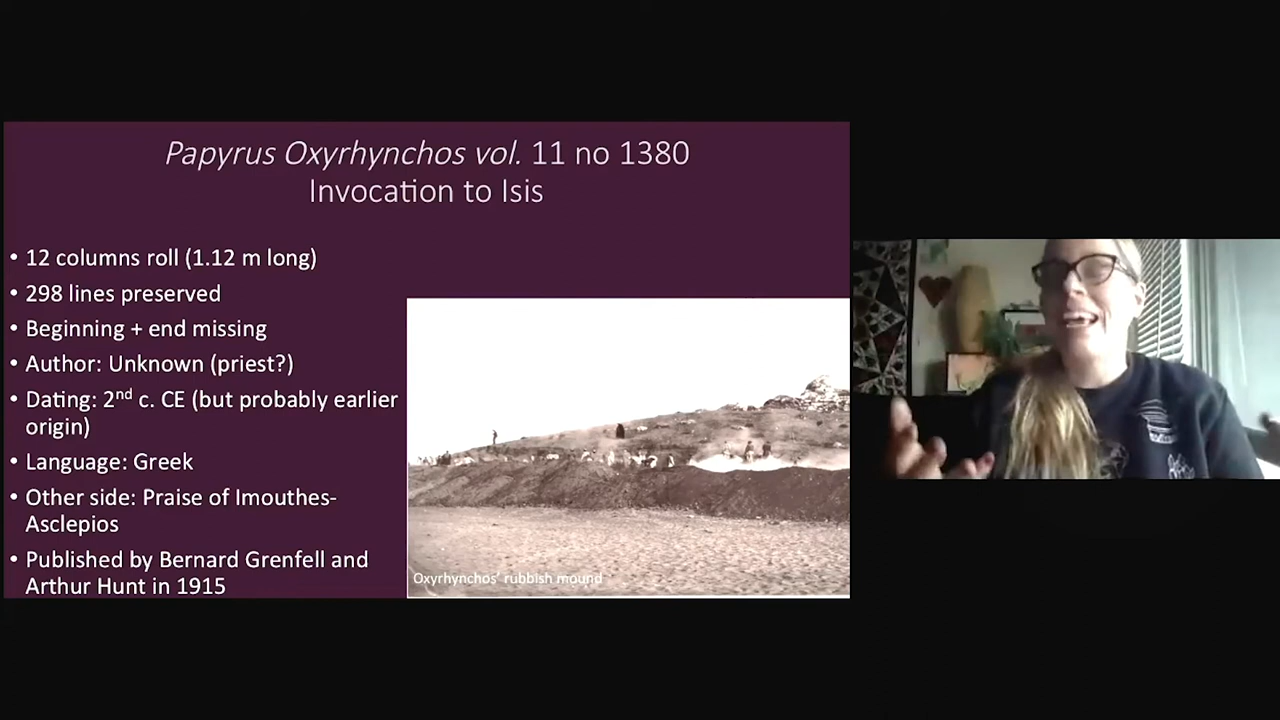 Papyrus Oxyrhynchos vol. 11 no 1380
Invocation to Isis
• 12 columns roll (1.12 m long)
• 298 lines preserved
• Beginning + end missing
• Author: Unknown (priest?)
• Dating: 2nd c. CE (but probably earlier
origin)
• Language: Greek
• Other side: Praise of Imouthes-
Asclepios
• Published by Bernard Grenfell and
Arthur Hunt in 1915
Oxyrhynchos' rubbish mound